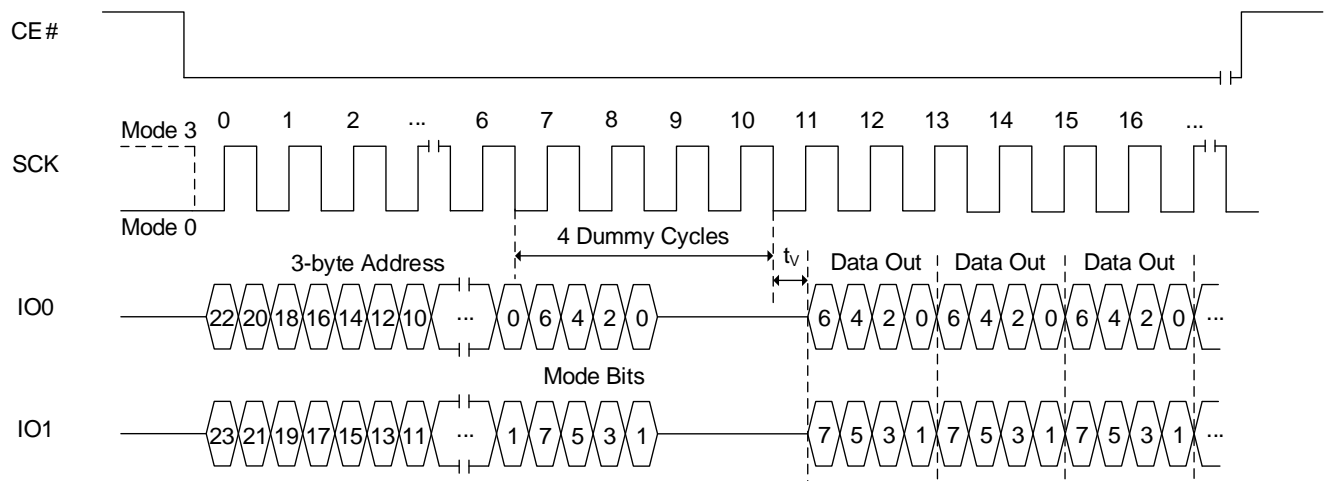 CE#
0 1 2 ... 6 7 8 9 10 11 12 13 14 15 16 ...
Mode 3
SCK
Mode 0
4 Dummy Cycles
3-byte Address
tV
Data Out Data Out Data Out
IO0
22 20 18 16 14 12 10 ... 0 6 4 2 0 6 4 2 0 6 4 2 0 6 4 2 0 ...
Mode Bits
IO1
23 21 19 17 15 13 11 ... 1 7 5 3 1 7 5 3 1 7 5 3 1 7 5 3 1 ...